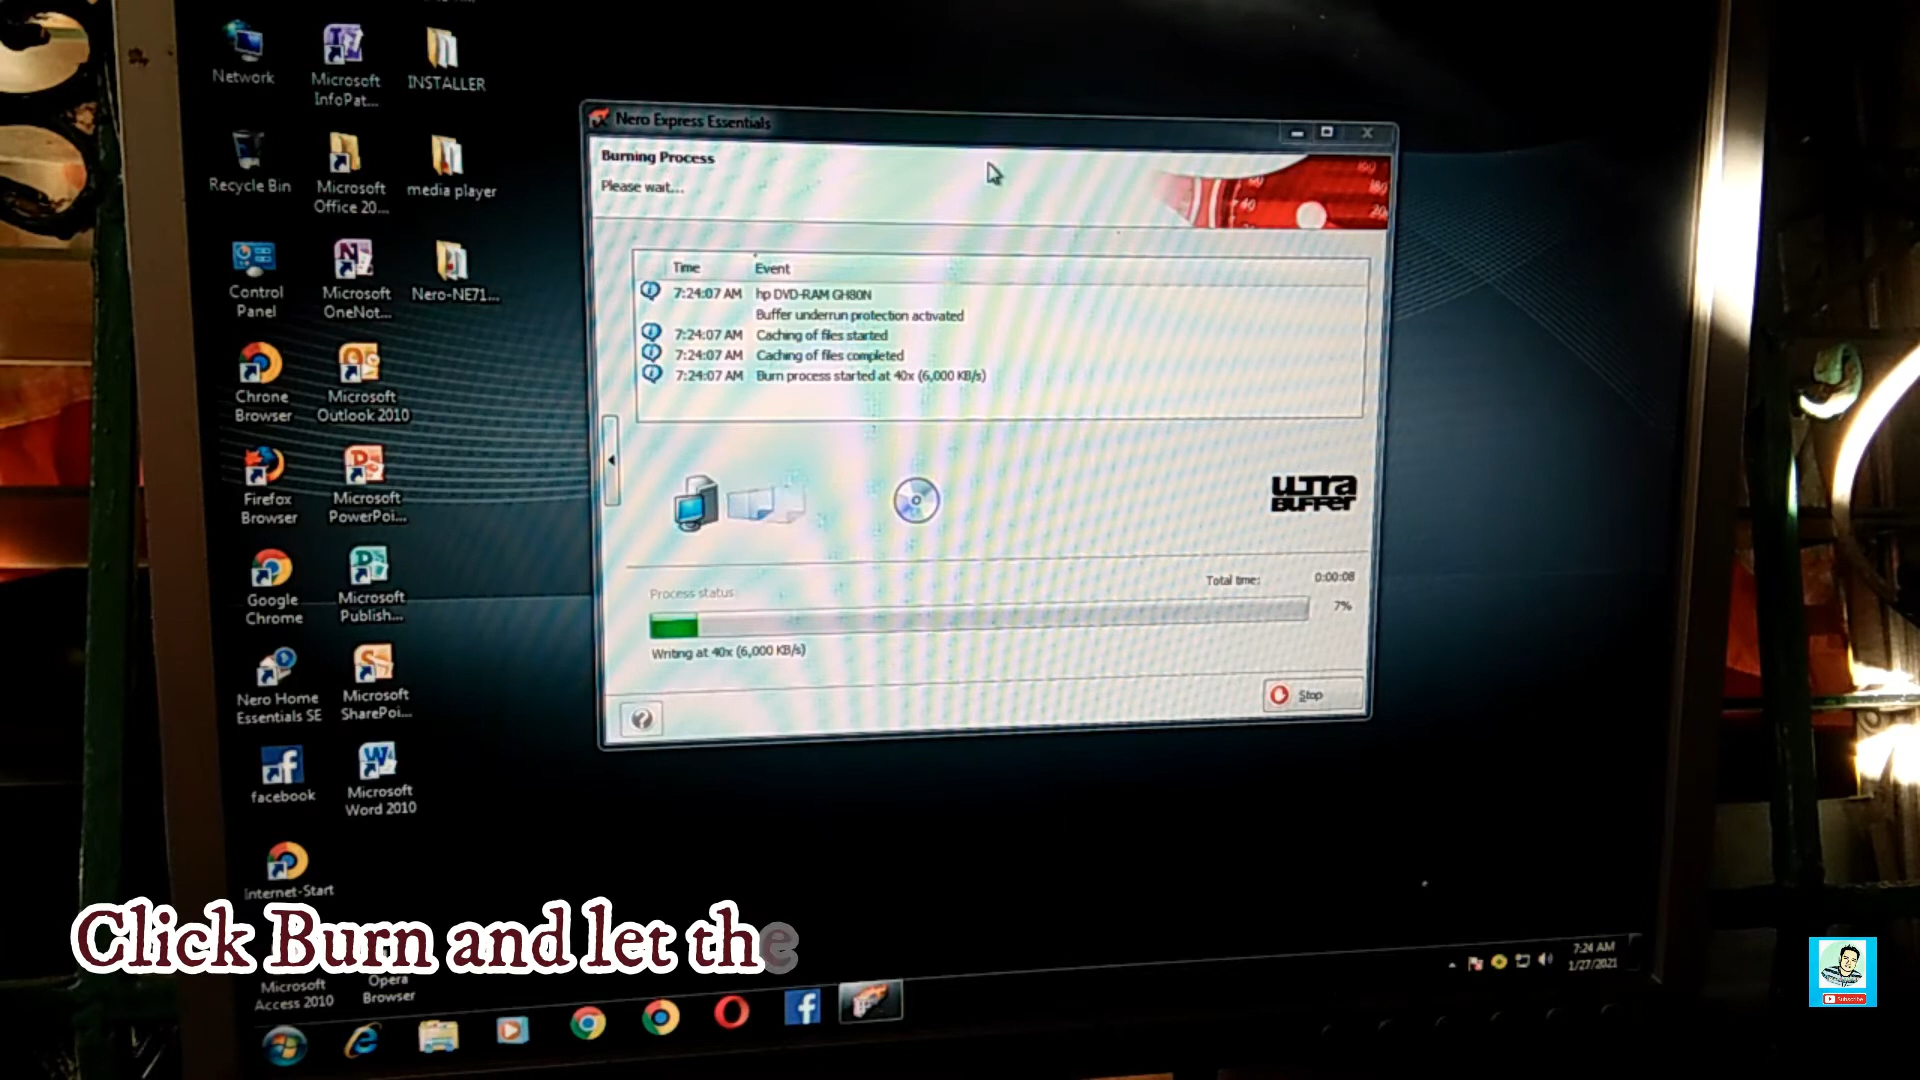 Network
Microsoft
InfoPat...
INSTALLER
Recycle Bin
Microsoft
Office 20...
media player
Control
Panel
Microsoft
OneNot...
Nero-NE71...
Chrome
Browser
Microsoft
Outlook 2010
Firefox
Browser
Microsoft
PowerPoi...
Google
Chrome
Microsoft
Publish...
Nero Home
Essentials SE
Microsoft
SharePoi...
facebook
Microsoft
Word 2010
Internet-Start
Microsoft
Access 2010
Opera
Browser
Nero Express Essentials
Burning Process
Please wait...
Time Event
7:24:07 AM hp DVD-RAM GH80N
Buffer underrun protection activated
7:24:07 AM Caching of files started
7:24:07 AM Caching of files completed
7:24:07 AM Burn process started at 40x (6,000 KB/s)
ULTRA
BUFFER
Total time: 0:00:08
Process status
7%
Writing at 40x (6,000 KB/s)
Stop
Click Burn and let the
7:24 AM
1/27/2021
Subscribe